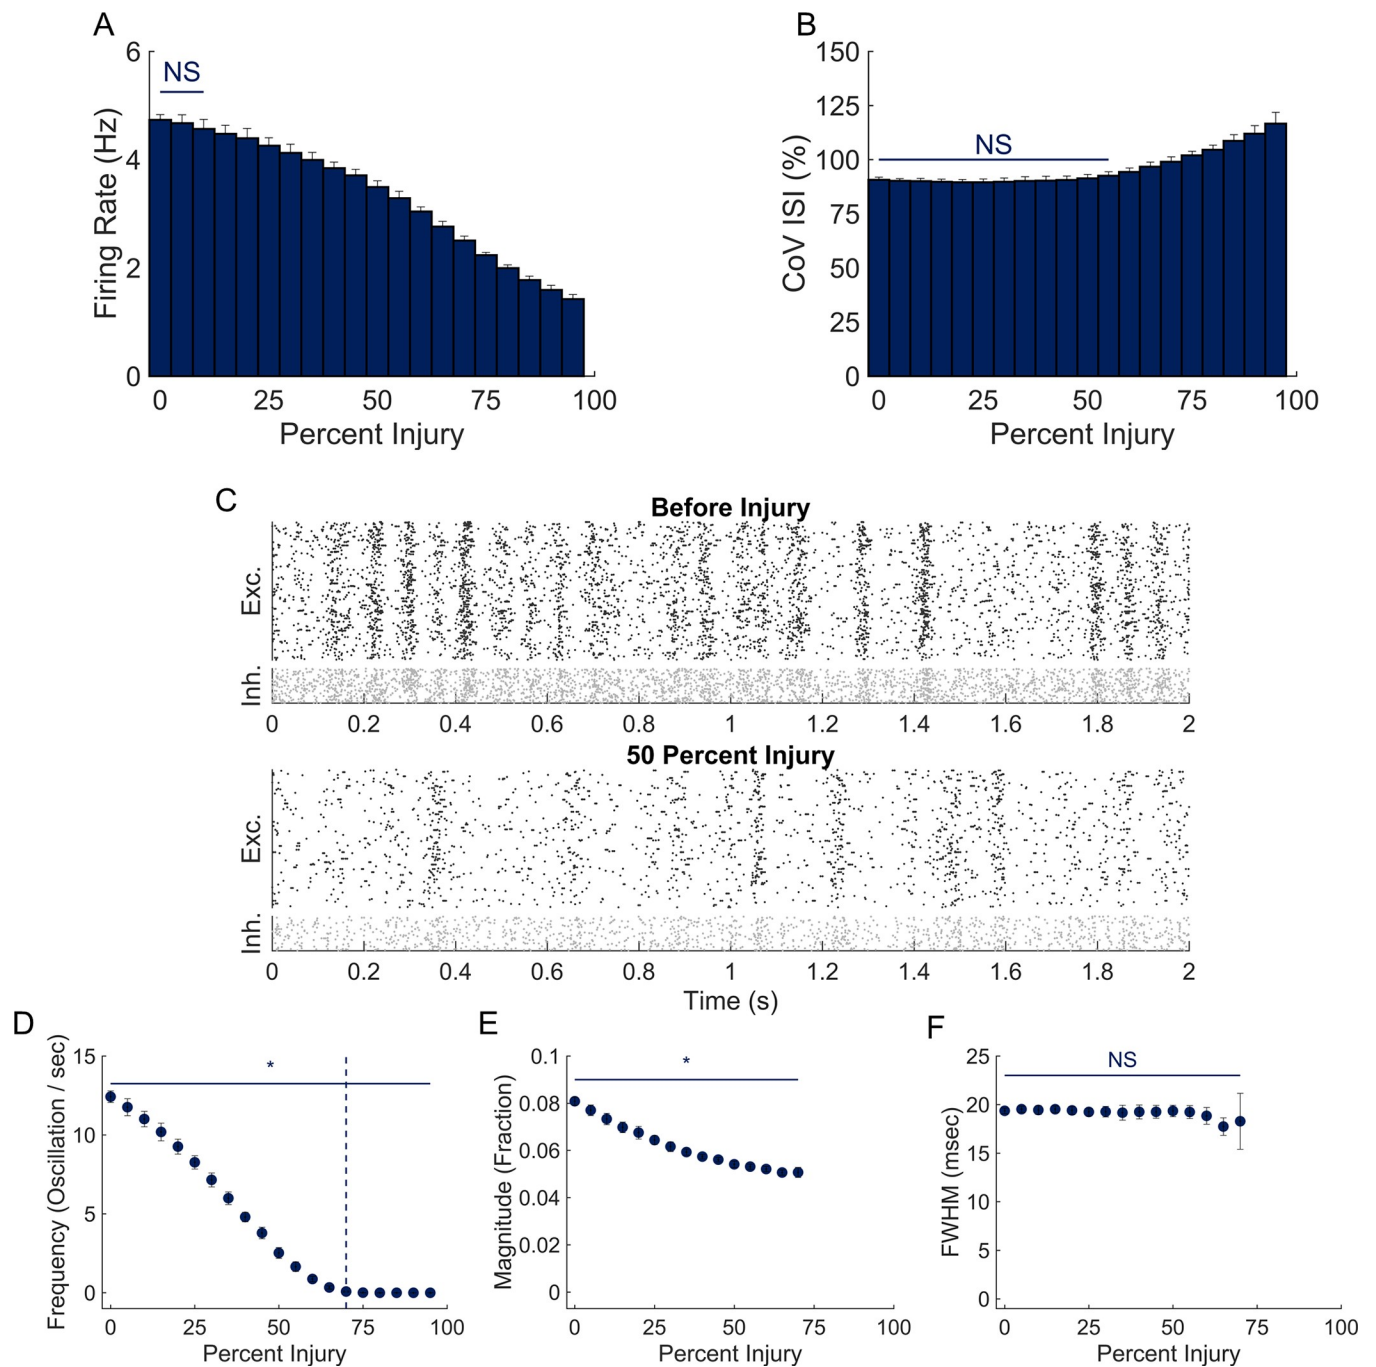 A
6
NS
4
2
0
Firing Rate (Hz)
0 25 50 75 100
Percent Injury
B
150
125
NS
100
75
50
25
0
CoV ISI (%)
0 25 50 75 100
Percent Injury
C
Before Injury
Exc.
Inh.
0 0.2 0.4 0.6 0.8 1 1.2 1.4 1.6 1.8 2
50 Percent Injury
Exc.
Inh.
0 0.2 0.4 0.6 0.8 1 1.2 1.4 1.6 1.8 2
Time (s)
D
15
*
10
5
0
Frequency (Oscillation / sec)
0 25 50 75 100
Percent Injury
E
0.1
*
0.08
0.06
0.04
0.02
0
Magnitude (Fraction)
0 25 50 75 100
Percent Injury
F
25
NS
20
15
10
5
0
FWHM (msec)
0 25 50 75 100
Percent Injury